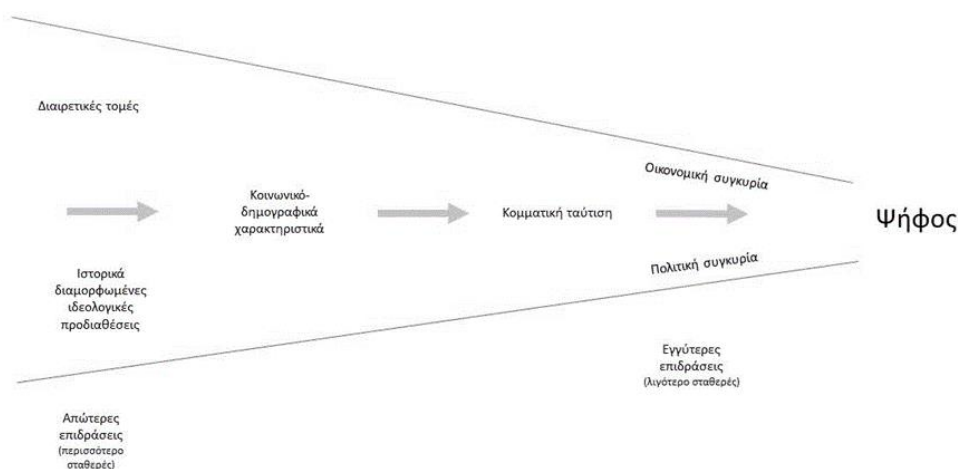 Διαιρετικές τομές
Ιστορικά
διαμορφωμένες
ιδεολογικές
προδιαθέσεις
Απώτερες
επιδράσεις
(περισσότερο
σταθερές)
Κοινωνικό-
δημογραφικά
χαρακτηριστικά
Κομματική ταύτιση
Οικονομική συγκυρία
Πολιτική συγκυρία
Εγγύτερες
επιδράσεις
(λιγότερο σταθερές)
Ψήφος